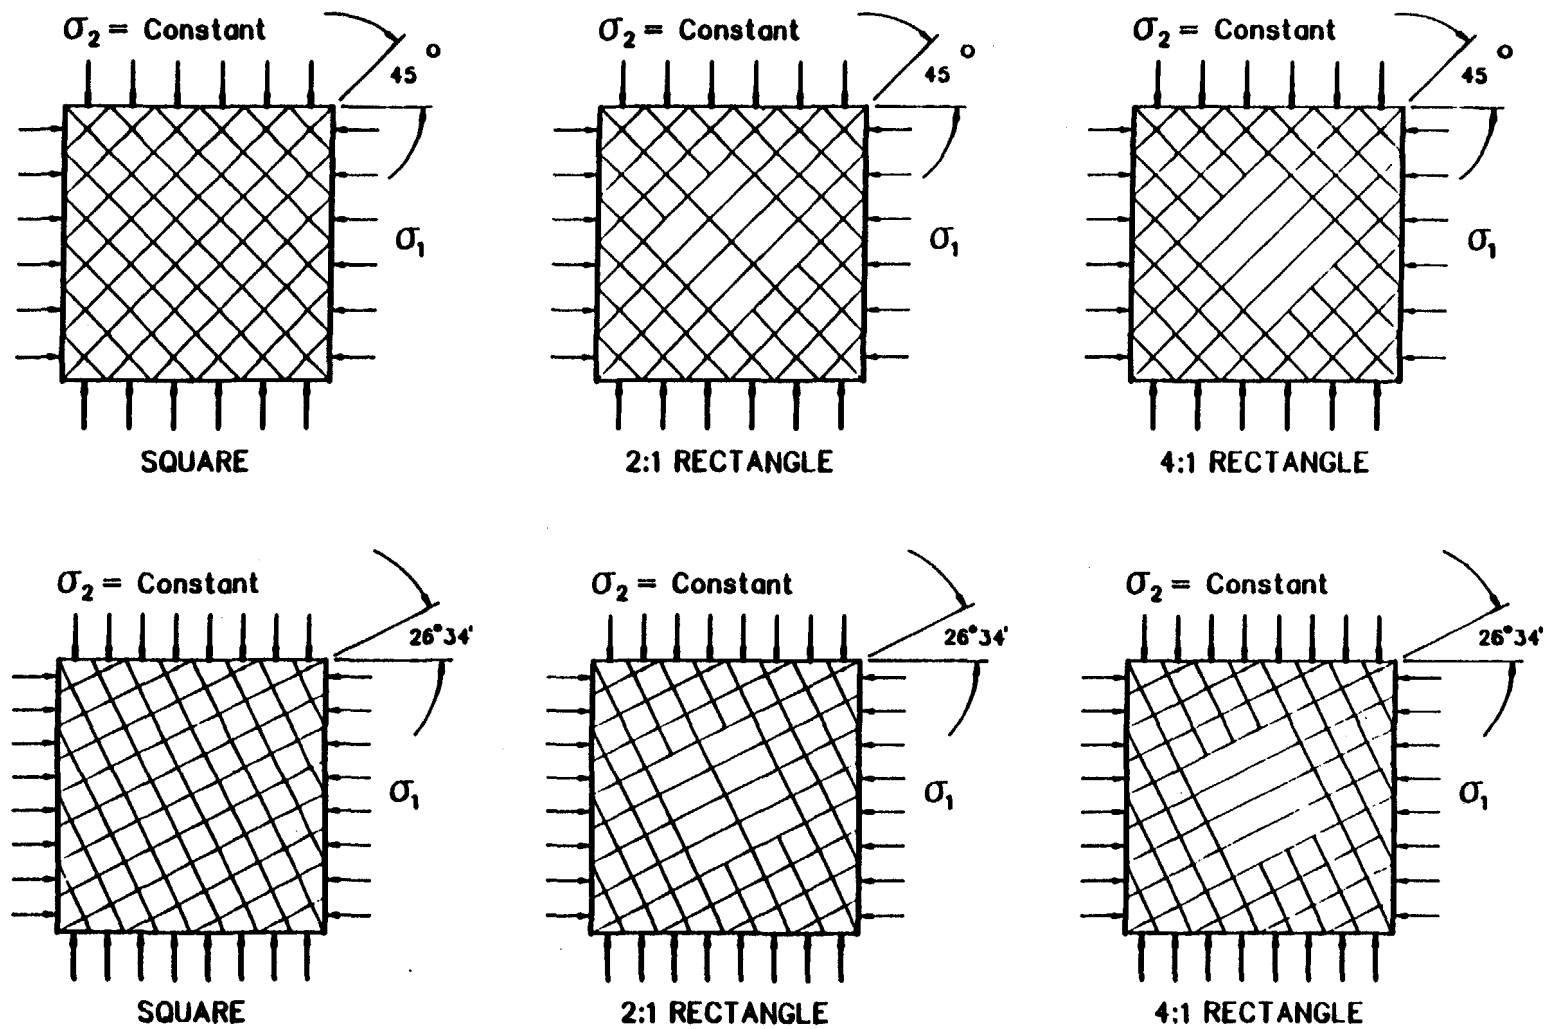 σ₂ = Constant
45°
σ₁
SQUARE
σ₂ = Constant
45°
σ₁
2:1 RECTANGLE
σ₂ = Constant
45°
σ₁
4:1 RECTANGLE
σ₂ = Constant
26°34'
σ₁
SQUARE
σ₂ = Constant
26°34'
σ₁
2:1 RECTANGLE
σ₂ = Constant
26°34'
σ₁
4:1 RECTANGLE